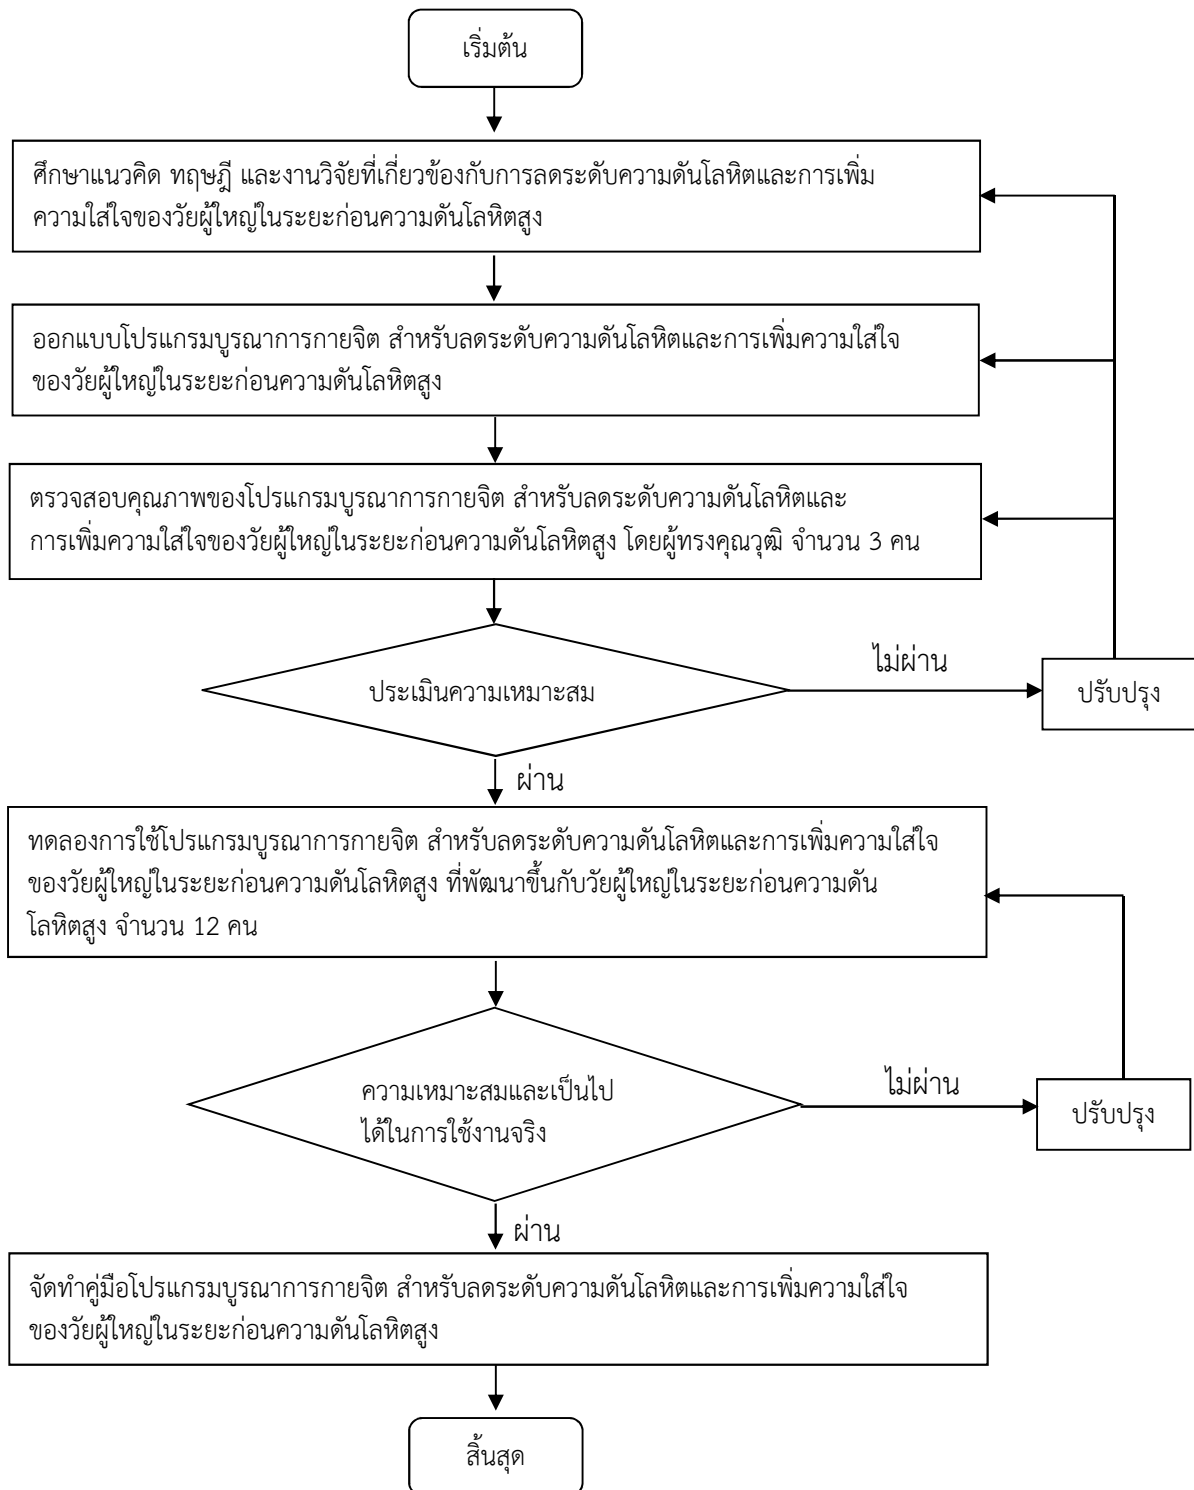 เริ่มต้น
ศึกษาแนวคิด ทฤษฎี และงานวิจัยที่เกี่ยวข้องกับการลดระดับความดันโลหิตและการเพิ่ม
ความใส่ใจของวัยผู้ใหญ่ในระยะก่อนความดันโลหิตสูง
ออกแบบโปรแกรมบูรณาการกายจิต สำหรับลดระดับความดันโลหิตและการเพิ่มความใส่ใจ
ของวัยผู้ใหญ่ในระยะก่อนความดันโลหิตสูง
ตรวจสอบคุณภาพของโปรแกรมบูรณาการกายจิต สำหรับลดระดับความดันโลหิตและ
การเพิ่มความใส่ใจของวัยผู้ใหญ่ในระยะก่อนความดันโลหิตสูง โดยผู้ทรงคุณวุฒิ จำนวน 3 คน
ไม่ผ่าน
ประเมินความเหมาะสม
ปรับปรุง
ผ่าน
ทดลองการใช้โปรแกรมบูรณาการกายจิต สำหรับลดระดับความดันโลหิตและการเพิ่มความใส่ใจ
ของวัยผู้ใหญ่ในระยะก่อนความดันโลหิตสูง ที่พัฒนาขึ้นกับวัยผู้ใหญ่ในระยะก่อนความดัน
โลหิตสูง จำนวน 12 คน
ไม่ผ่าน
ความเหมาะสมและเป็นไป
ได้ในการใช้งานจริง
ปรับปรุง
ผ่าน
จัดทำคู่มือโปรแกรมบูรณาการกายจิต สำหรับลดระดับความดันโลหิตและการเพิ่มความใส่ใจ
ของวัยผู้ใหญ่ในระยะก่อนความดันโลหิตสูง
สิ้นสุด